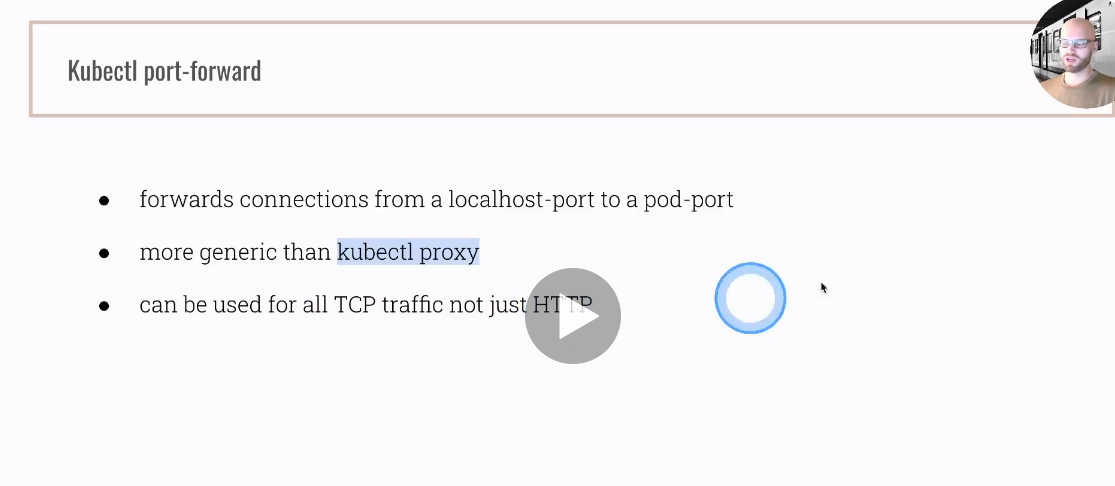 Kubectl port-forward
forwards connections from a localhost-port to a pod-port
more generic than kubectl proxy
can be used for all TCP traffic not just HTTP